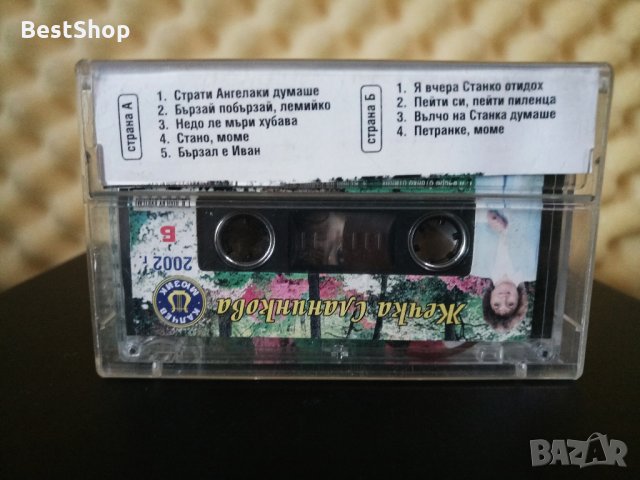 BestShop
страна А
1. Страти Ангелаки думаше
2. Бързай побързай, лемийко
3. Недо ле мъри хубава
4. Стано, моме
5. Бързал е Иван
страна Б
1. Я вчера Станко отидох
2. Пейти си, пейти пиленца
3. Вълчо на Станка думаше
4. Петранке, моме
Б
2002 г.
Жечка Сланинкова
BAZAR